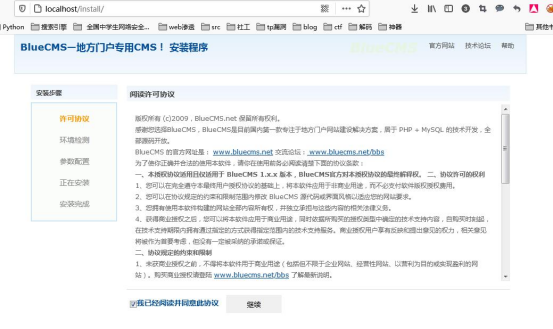 localhost/install/
Python 搜索引擎 全国中学生网络安全... web渗透 src 社工 tp漏洞 blog ctf 解码 神器 其他书
BlueCMS—地方门户专用CMS！ 安装程序
官方网站 技术论坛 帮助
安装步骤
许可协议
环境检测
参数配置
正在安装
安装完成
阅读许可协议
版权所有 (c)2009，BlueCMS.net 保留所有权利。
感谢您选择BlueCMS，BlueCMS是目前国内第一款专注于地方门户网站建设解决方案，属于 PHP + MySQL 的技术开发，全
部源码开放。
BlueCMS 的官方网址是： www.bluecms.net 交流论坛： www.bluecms.net/bbs
为了使你正确并合法的使用本软件，请你在使用前务必阅读清楚下面的协议条款：
一、本授权协议适用且仅适用于 BlueCMS 1.x.x 版本，BlueCMS官方对本授权协议的最终解释权。 二、协议许可的权利
1、您可以在完全遵守本最终用户授权协议的基础上，将本软件应用于非商业用途，而不必支付软件版权授权费用。
2、您可以在协议规定的约束和限制范围内修改 BlueCMS 源代码或界面风格以适应您的网站要求。
3、您拥有使用本软件构建的网站全部内容所有权，并独立承担与这些内容的相关法律义务。
4、获得商业授权之后，您可以将本软件应用于商业用途，同时依据所购买的授权类型中确定的技术支持内容，自购买时刻起，
在技术支持期限内拥有通过指定的方式获得指定范围内的技术支持服务。商业授权用户享有反映和提出意见的权力，相关意见
将被作为首要考虑，但没有一定被采纳的承诺或保证。
二、协议规定的约束和限制
1、未获商业授权之前，不得将本软件用于商业用途（包括但不限于企业网站、经营性网站、以营利为目的或实现盈利的网
站）。购买商业授权请登陆 www.bluecms.net/bbs 了解最新说明。
我已经阅读并同意此协议 继续